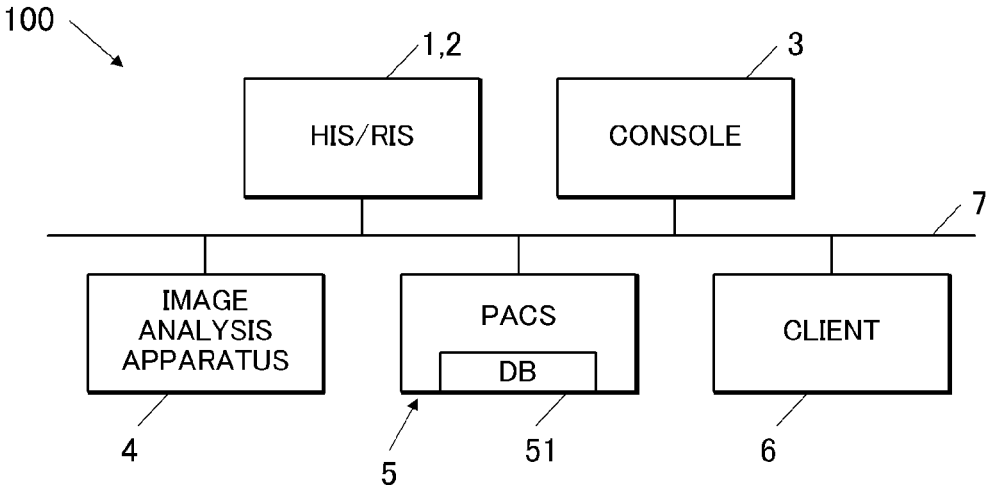 100
1,2
3
HIS/RIS
CONSOLE
7
IMAGE
ANALYSIS
APPARATUS
PACS
DB
CLIENT
4
5
51
6